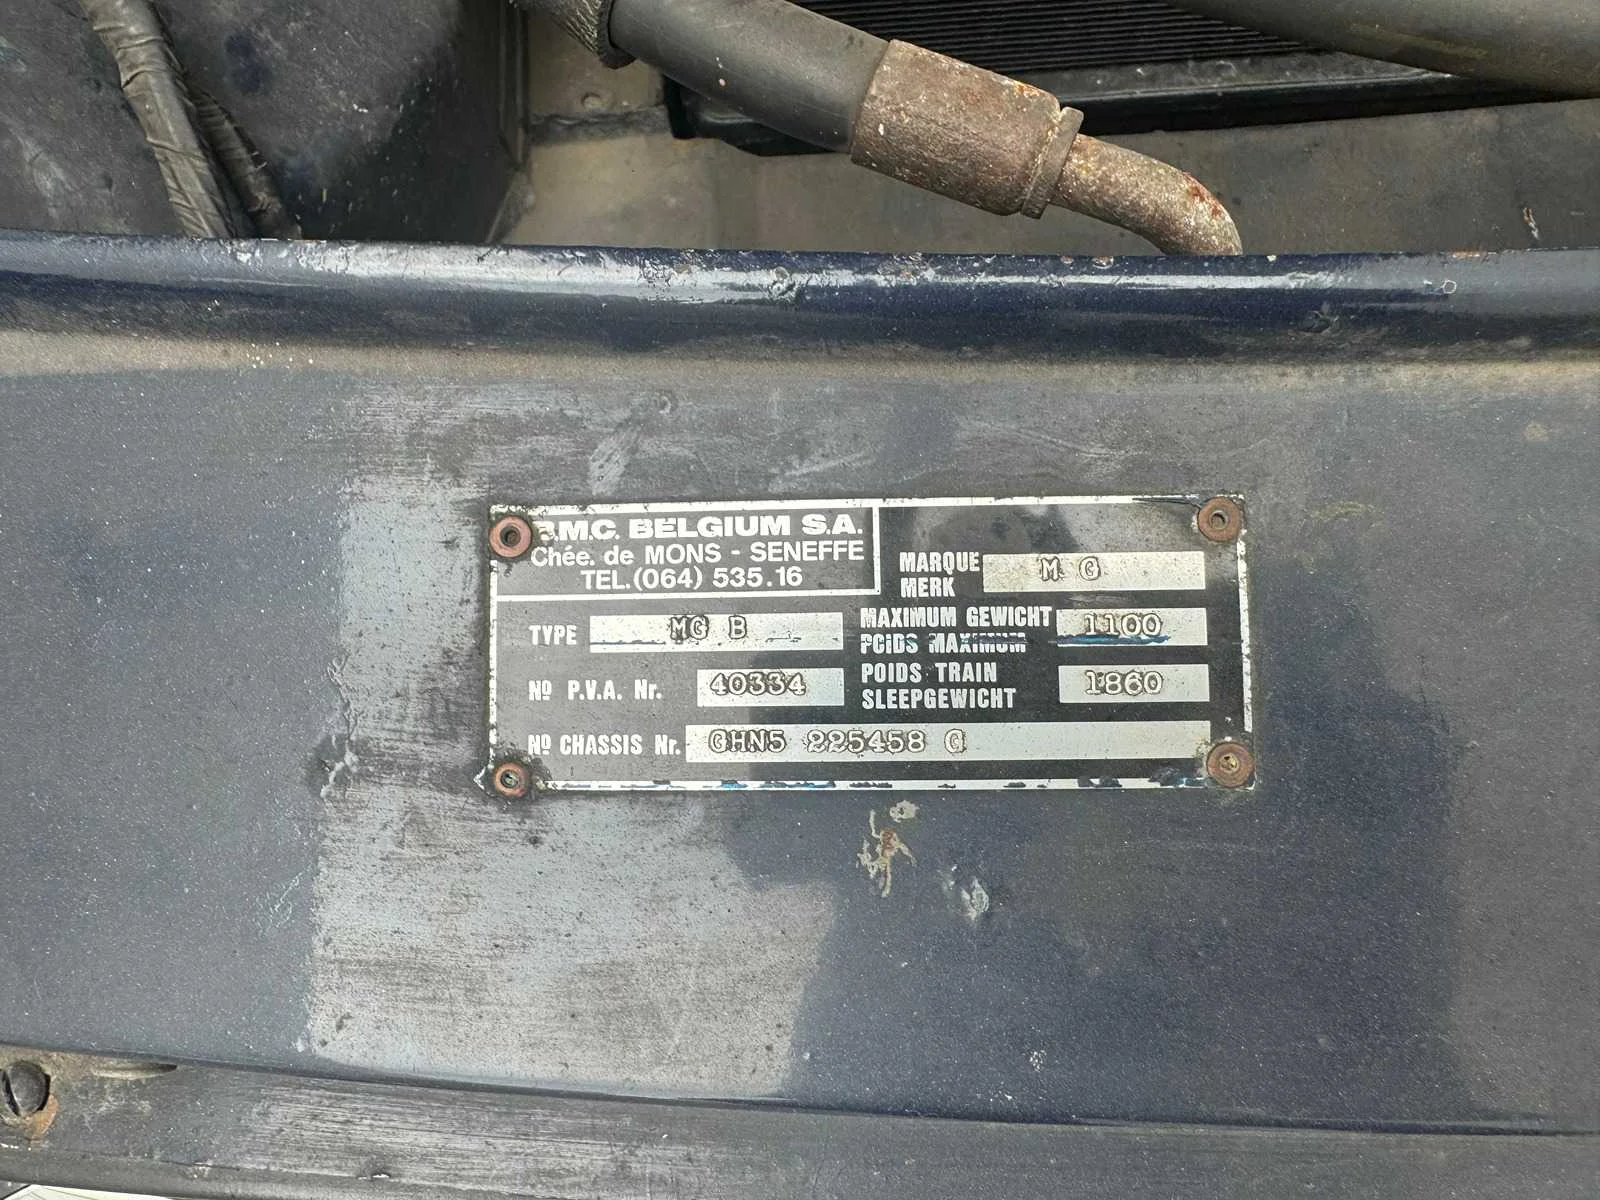 B.M.C. BELGIUM S.A.
Chée. de MONS - SENEFFE
TEL.(064) 535.16
MARQUE
MERK
M G
TYPE MG B
MAXIMUM GEWICHT
POIDS MAXIMUM
1100
Nº P.V.A. Nr. 40334
POIDS TRAIN
SLEEPGEWICHT
1860
Nº CHASSIS Nr. GHN5 225458 G